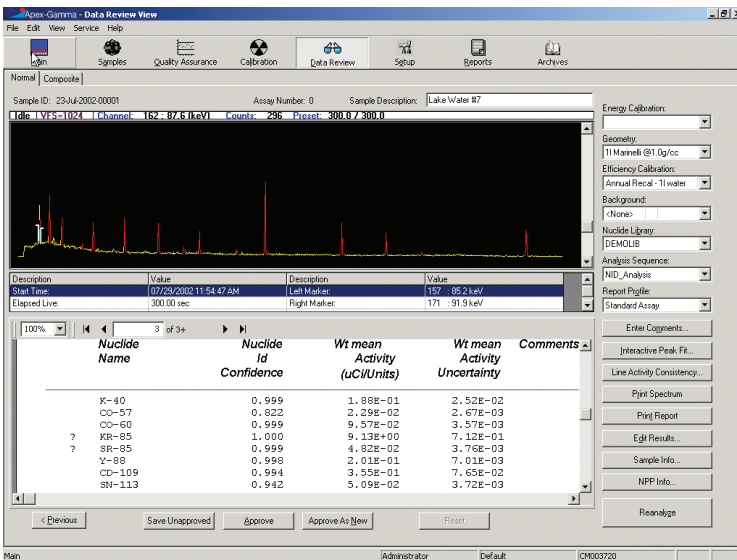 Apex-Gamma - Data Review View
File Edit View Service Help
Main Samples Quality Assurance Calibration Data Review Setup Reports Archives
Normal Composite
Sample ID: 23-Jul-2002-00001 Assay Number: 0 Sample Description: Lake Water #7
Idle VFS-1024 Channel: 162 : 87.6 (keV) Counts: 296 Preset: 300.0 / 300.0
Energy Calibration:
Geometry:
1l Marinelli @1.0g/cc
Efficiency Calibration:
Annual Recal - 1l water
Background:
<None>
Nuclide Library:
DEMOLIB
Analysis Sequence:
NID_Analysis
Report Profile:
Standard Assay
Description Value Description Value
Start Time: 07/29/2002 11:54:47 AM Left Marker: 157 : 85.2 keV
Elapsed Live: 300.00 sec Right Marker: 171 : 91.9 keV
100% 3 of 3+
Nuclide Nuclide Wt mean Wt mean Comments
Name Id Activity Activity
Confidence (uCi/Units) Uncertainty
K-40 0.999 1.88E-01 2.52E-02
CO-57 0.822 2.29E-02 2.67E-03
CO-60 0.999 9.57E-02 3.57E-03
? KR-85 1.000 9.13E+00 7.12E-01
? SR-85 0.999 4.82E-02 3.76E-03
Y-88 0.998 2.01E-01 7.01E-03
CD-109 0.994 3.55E-01 7.65E-02
SN-113 0.942 5.09E-02 3.72E-03
Enter Comments...
Interactive Peak Fit...
Line Activity Consistency...
Print Spectrum
Print Report
Edit Results...
Sample Info...
NPP Info...
Reanalyze
< Previous Save Unapproved Approve Approve As New Reset
Main Administrator Default CM003720